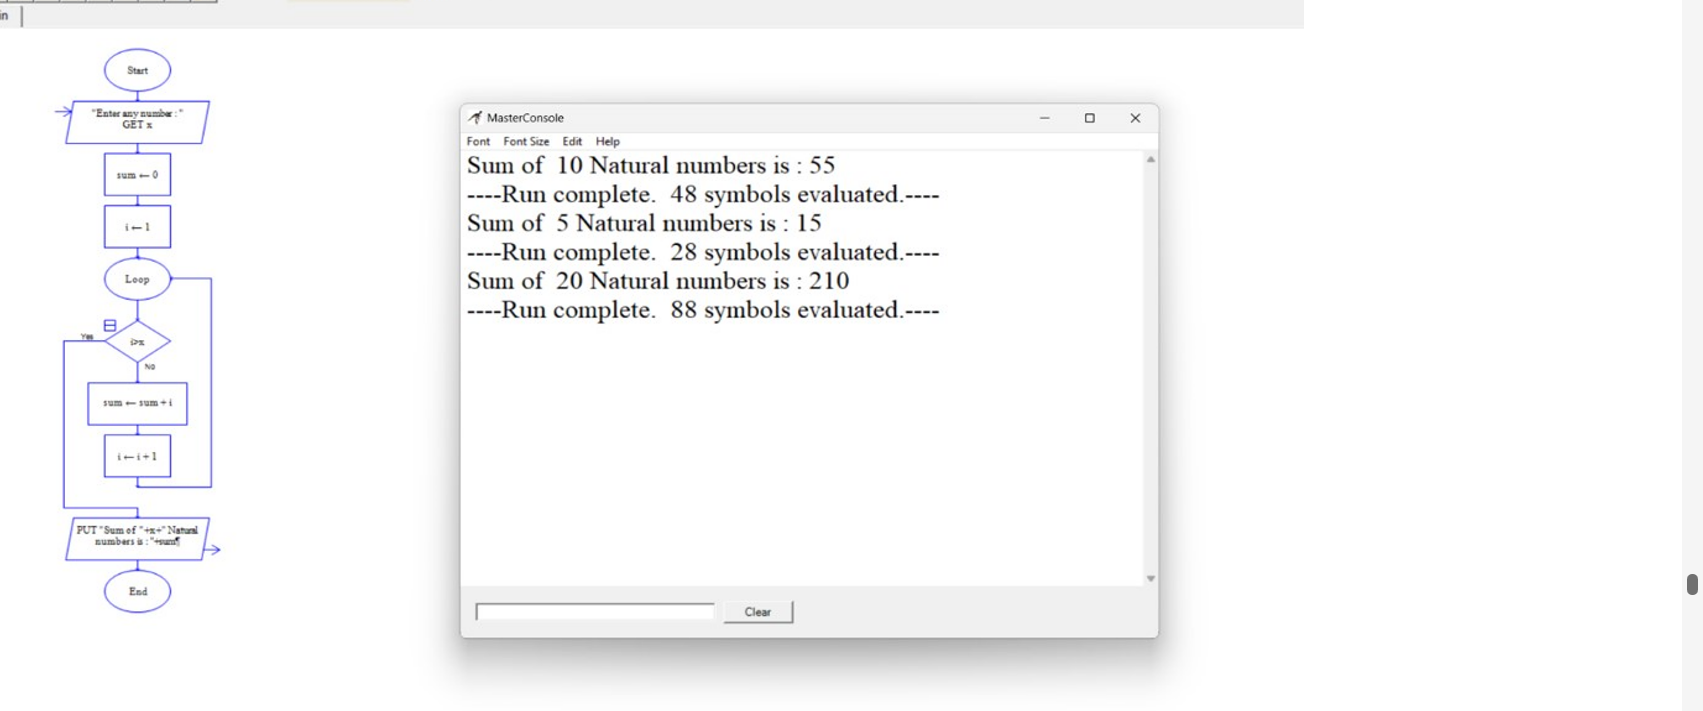 in
Start
"Enter any number : "
GET x
sum ← 0
i ← 1
Loop
Yes
i>x
No
sum ← sum + i
i ← i + 1
PUT "Sum of "+x+" Natural
numbers is : "+sum¶
End
MasterConsole
Font Font Size Edit Help
Sum of  10 Natural numbers is : 55
----Run complete.  48 symbols evaluated.----
Sum of  5 Natural numbers is : 15
----Run complete.  28 symbols evaluated.----
Sum of  20 Natural numbers is : 210
----Run complete.  88 symbols evaluated.----
Clear